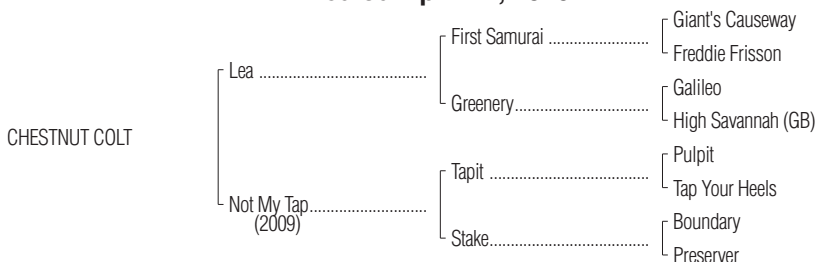 First Samurai
Giant's Causeway
Freddie Frisson
Lea
Greenery
Galileo
High Savannah (GB)
CHESTNUT COLT
Tapit
Pulpit
Tap Your Heels
Not My Tap
(2009)
Stake
Boundary
Preserver